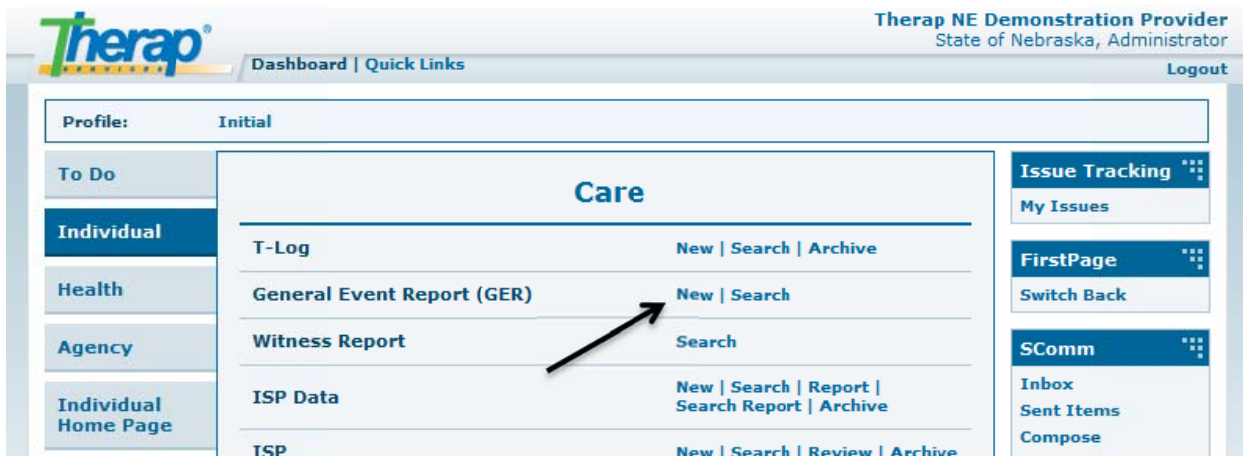 Therap®
SERVICES
Therap NE Demonstration Provider
State of Nebraska, Administrator
Dashboard | Quick Links
Logout
Profile: Initial
To Do
Individual
Health
Agency
Individual
Home Page
Care
T-Log New | Search | Archive
General Event Report (GER) New | Search
Witness Report Search
ISP Data New | Search | Report |
Search Report | Archive
ISP New | Search | Review | Archive
Issue Tracking
My Issues
FirstPage
Switch Back
SComm
Inbox
Sent Items
Compose